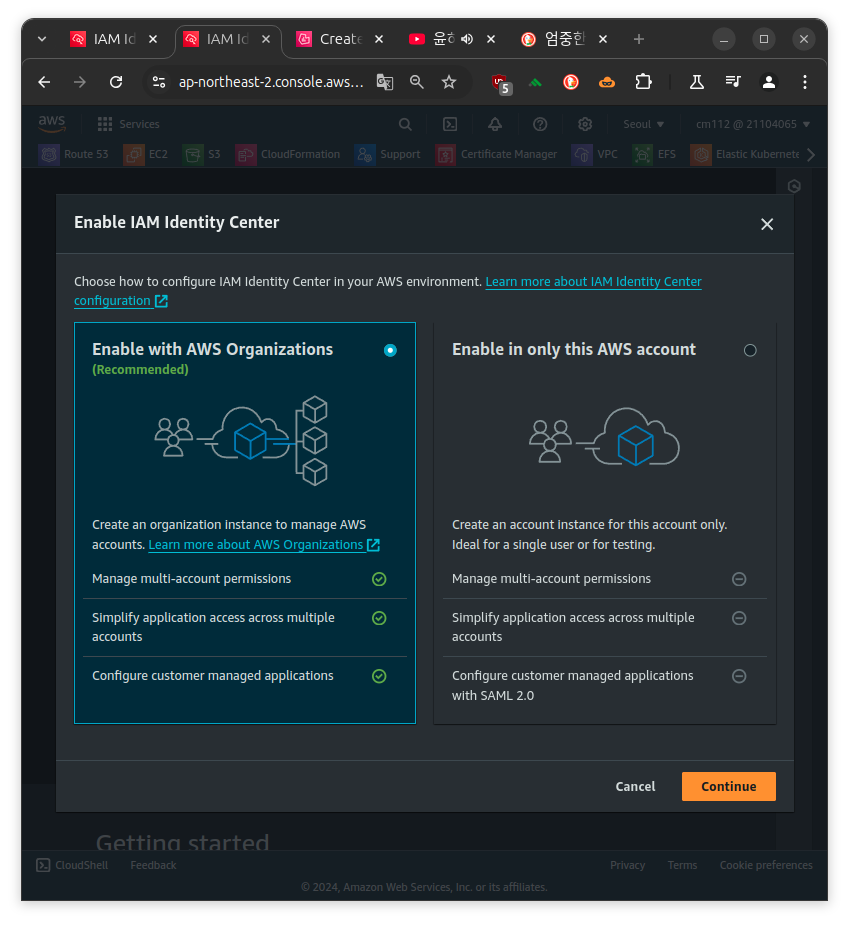 IAM Id
IAM Id
Create
윤ㅎ
엄중한
ap-northeast-2.console.aws...
5
aws
Services
Seoul
cm112 @ 21104065
Route 53
EC2
S3
CloudFormation
Support
Certificate Manager
VPC
EFS
Elastic Kubernete
Enable IAM Identity Center
Choose how to configure IAM Identity Center in your AWS environment. Learn more about IAM Identity Center
configuration
Enable with AWS Organizations
(Recommended)
Create an organization instance to manage AWS
accounts. Learn more about AWS Organizations
Manage multi-account permissions
Simplify application access across multiple
accounts
Configure customer managed applications
Enable in only this AWS account
Create an account instance for this account only.
Ideal for a single user or for testing.
Manage multi-account permissions
Simplify application access across multiple
accounts
Configure customer managed applications
with SAML 2.0
Cancel
Continue
Getting started
CloudShell
Feedback
Privacy
Terms
Cookie preferences
© 2024, Amazon Web Services, Inc. or its affiliates.